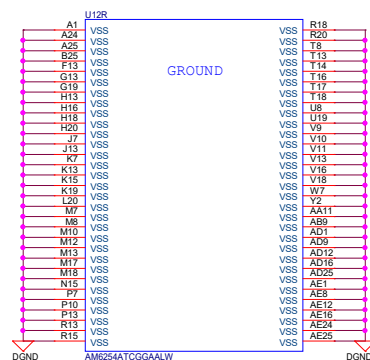 U12R
GROUND
A1 VSS VSS R18
A24 VSS VSS R20
A25 VSS VSS T8
B25 VSS VSS T13
F13 VSS VSS T14
G13 VSS VSS T16
G19 VSS VSS T17
H13 VSS VSS T18
H16 VSS VSS U8
H18 VSS VSS U19
H20 VSS VSS V9
J7 VSS VSS V10
J13 VSS VSS V11
K7 VSS VSS V13
K13 VSS VSS V16
K15 VSS VSS V18
K19 VSS VSS W7
L20 VSS VSS Y2
M7 VSS VSS AA11
M8 VSS VSS AB9
M10 VSS VSS AD1
M12 VSS VSS AD9
M13 VSS VSS AD12
M17 VSS VSS AD16
M18 VSS VSS AD25
N15 VSS VSS AE1
P7 VSS VSS AE8
P10 VSS VSS AE12
P13 VSS VSS AE16
R13 VSS VSS AE24
R15 VSS VSS AE25
DGND AM6254ATCGGAALW DGND